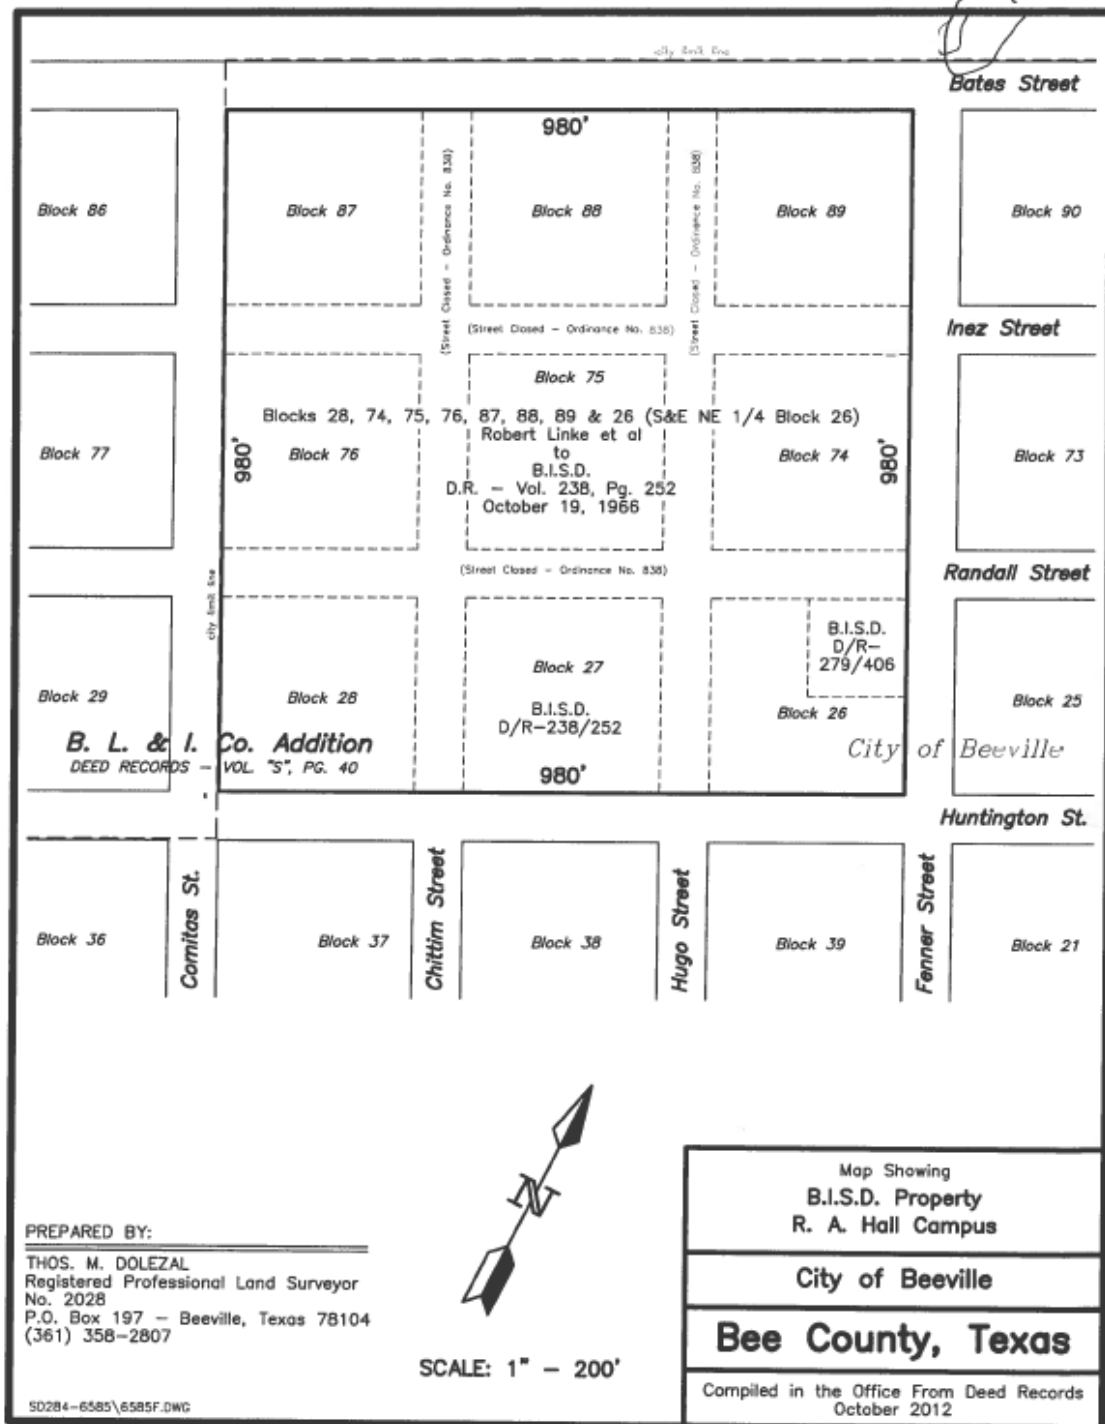 city limit line
Bates Street
980'
Block 86
Block 87
(Street Closed - Ordinance No. 838)
Block 88
(Street Closed - Ordinance No. 838)
Block 89
Block 90
(Street Closed - Ordinance No. 838)
Inez Street
Block 75
Blocks 28, 74, 75, 76, 87, 88, 89 & 26 (S&E NE 1/4 Block 26)
Robert Linke et al
to
B.I.S.D.
D.R. - Vol. 238, Pg. 252
October 19, 1966
Block 77
980'
Block 76
Block 74
980'
Block 73
(Street Closed - Ordinance No. 838)
Randall Street
city limit line
B.I.S.D.
D/R-
279/406
Block 29
Block 28
Block 27
B.I.S.D.
D/R-238/252
Block 26
Block 25
B. L. & I. Co. Addition
DEED RECORDS - VOL. "S", PG. 40
City of Beeville
980'
Huntington St.
Block 36
Comitas St.
Block 37
Chittim Street
Block 38
Hugo Street
Block 39
Fenner Street
Block 21
N
PREPARED BY:
THOS. M. DOLEZAL
Registered Professional Land Surveyor
No. 2028
P.O. Box 197 - Beeville, Texas 78104
(361) 358-2807
SD284-6585\6585F.DWG
SCALE: 1" - 200'
Map Showing
B.I.S.D. Property
R. A. Hall Campus
City of Beeville
Bee County, Texas
Compiled in the Office From Deed Records
October 2012